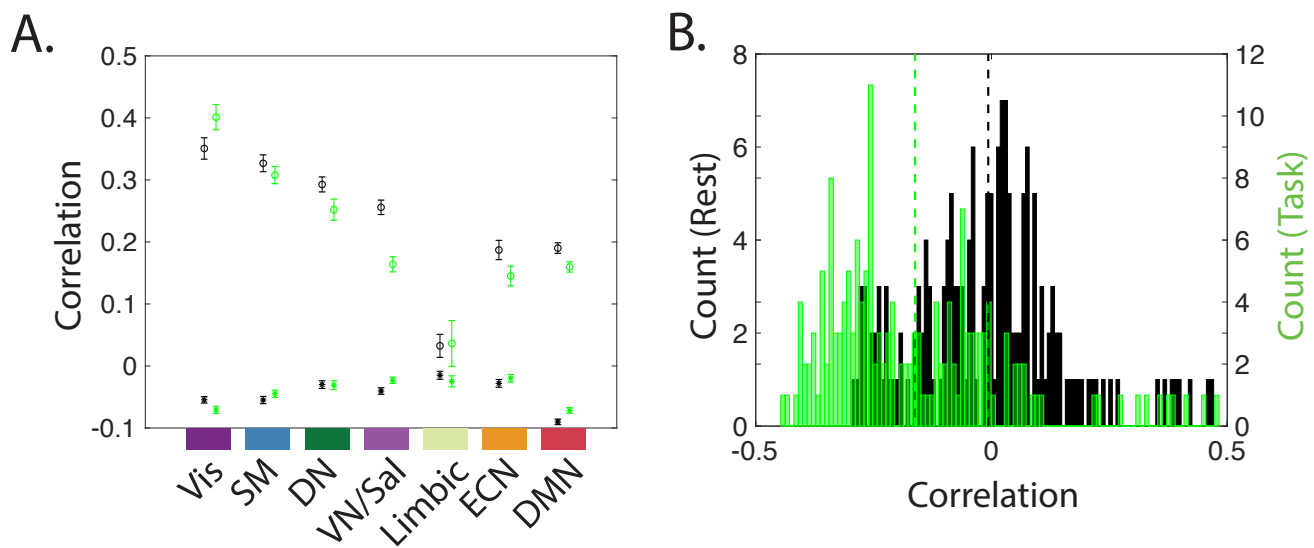 A.
0.5
0.4
0.3
0.2
0.1
0
-0.1
Correlation
Vis
SM
DN
VN/Sal
Limbic
ECN
DMN
B.
8
6
4
2
0
Count (Rest)
12
10
8
6
4
2
0
Count (Task)
-0.5
0
0.5
Correlation